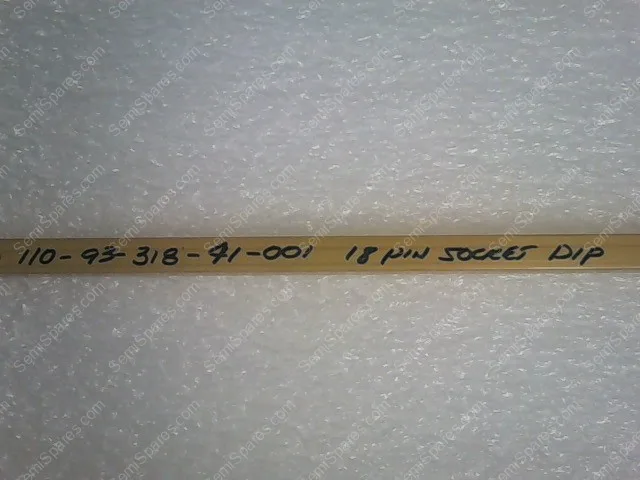 110-93-318-41-001 18 PIN SOCKET DIP
SemiSpares.com